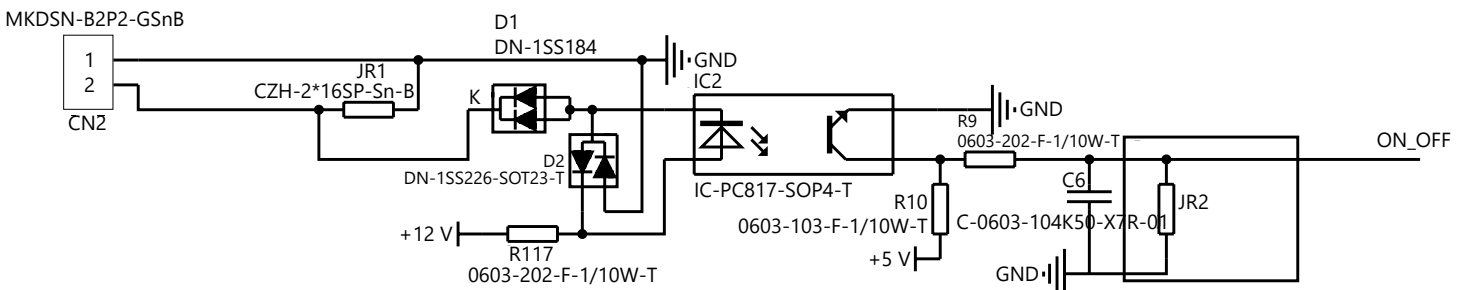 MKDSN-B2P2-GSnB
1
2
CN2
JR1
CZH-2*16SP-Sn-B
D1
DN-1SS184
K
GND
IC2
D2
DN-1SS226-SOT23-T
IC-PC817-SOP4-T
+12 V
R117
0603-202-F-1/10W-T
GND
R9
0603-202-F-1/10W-T
R10
0603-103-F-1/10W-T
+5 V
C6
C-0603-104K50-X7R-01
JR2
GND
ON_OFF